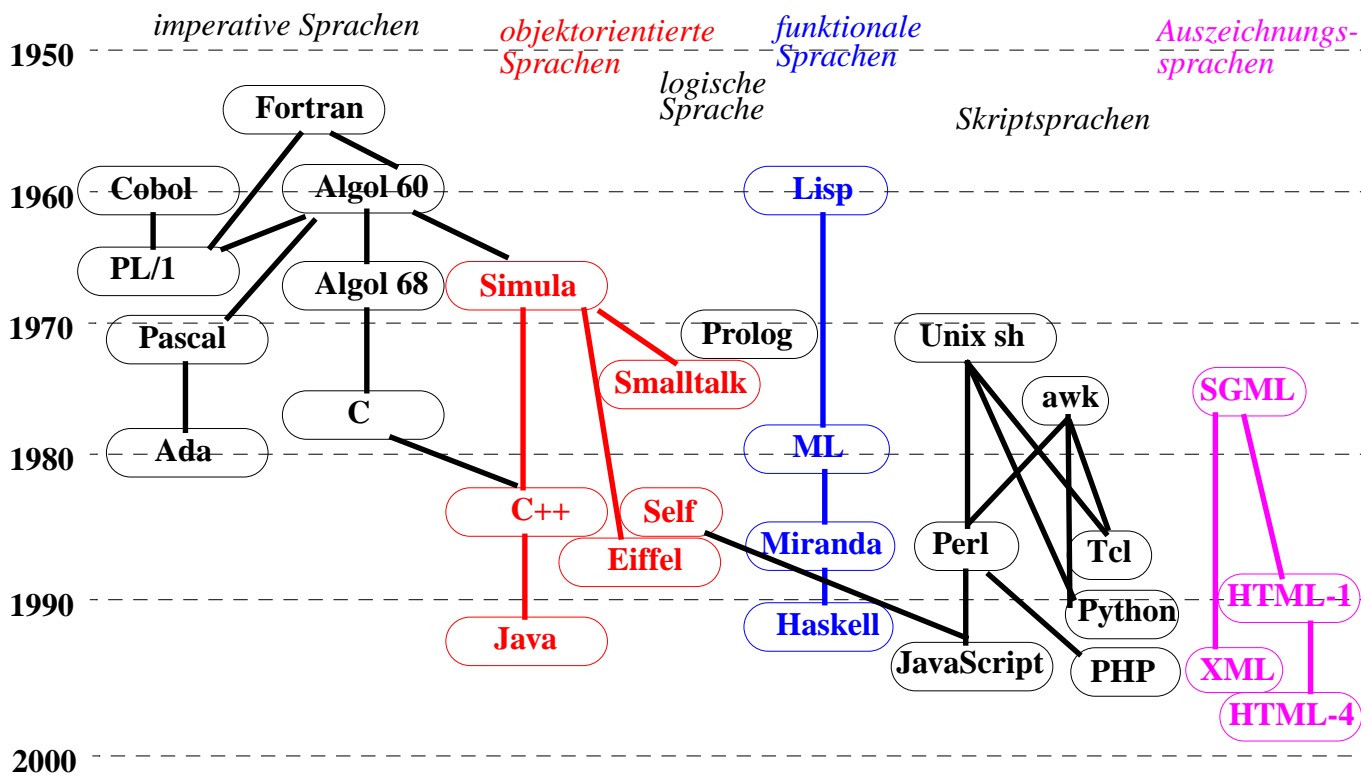 imperative Sprachen
objektorientierte
Sprachen
funktionale
Sprachen
Auszeichnungs-
sprachen
1950
logische
Sprache
Skriptsprachen
Fortran
Cobol
Algol 60
Lisp
1960
PL/1
Algol 68
Simula
1970
Pascal
Prolog
Unix sh
Smalltalk
awk
SGML
C
Ada
ML
1980
C++
Self
Eiffel
Miranda
Perl
Tcl
1990
HTML-1
Python
Java
Haskell
JavaScript
PHP
XML
HTML-4
2000